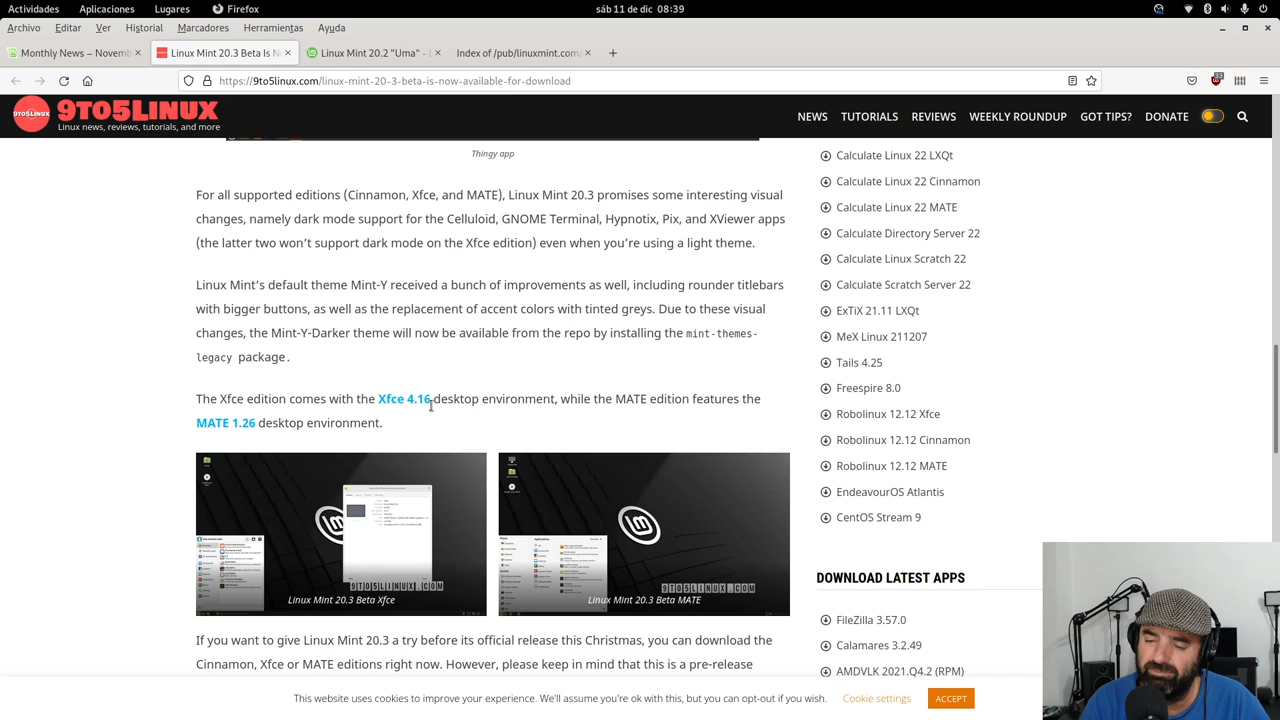 Actividades Aplicaciones Lugares Firefox sáb 11 de dic 08:39
Archivo Editar Ver Historial Marcadores Herramientas Ayuda
Monthly News – Novemb × Linux Mint 20.3 Beta Is N × Linux Mint 20.2 "Uma" - L × Index of /pub/linuxmint.com/ × +
https://9to5linux.com/linux-mint-20-3-beta-is-now-available-for-download
9TO5LINUX
Linux news, reviews, tutorials, and more
NEWS TUTORIALS REVIEWS WEEKLY ROUNDUP GOT TIPS? DONATE
Thingy app
For all supported editions (Cinnamon, Xfce, and MATE), Linux Mint 20.3 promises some interesting visual
changes, namely dark mode support for the Celluloid, GNOME Terminal, Hypnotix, Pix, and XViewer apps
(the latter two won't support dark mode on the Xfce edition) even when you're using a light theme.
Linux Mint's default theme Mint-Y received a bunch of improvements as well, including rounder titlebars
with bigger buttons, as well as the replacement of accent colors with tinted greys. Due to these visual
changes, the Mint-Y-Darker theme will now be available from the repo by installing the mint-themes-
legacy package.
The Xfce edition comes with the Xfce 4.16 desktop environment, while the MATE edition features the
MATE 1.26 desktop environment.
9TO5LINUX.COM
Linux Mint 20.3 Beta Xfce
9TO5LINUX.COM
Linux Mint 20.3 Beta MATE
If you want to give Linux Mint 20.3 a try before its official release this Christmas, you can download the
Cinnamon, Xfce or MATE editions right now. However, please keep in mind that this is a pre-release
Calculate Linux 22 LXQt
Calculate Linux 22 Cinnamon
Calculate Linux 22 MATE
Calculate Directory Server 22
Calculate Linux Scratch 22
Calculate Scratch Server 22
ExTiX 21.11 LXQt
MeX Linux 211207
Tails 4.25
Freespire 8.0
Robolinux 12.12 Xfce
Robolinux 12.12 Cinnamon
Robolinux 12.12 MATE
EndeavourOS Atlantis
CentOS Stream 9
DOWNLOAD LATEST APPS
FileZilla 3.57.0
Calamares 3.2.49
AMDVLK 2021.Q4.2 (RPM)
This website uses cookies to improve your experience. We'll assume you're ok with this, but you can opt-out if you wish. Cookie settings ACCEPT